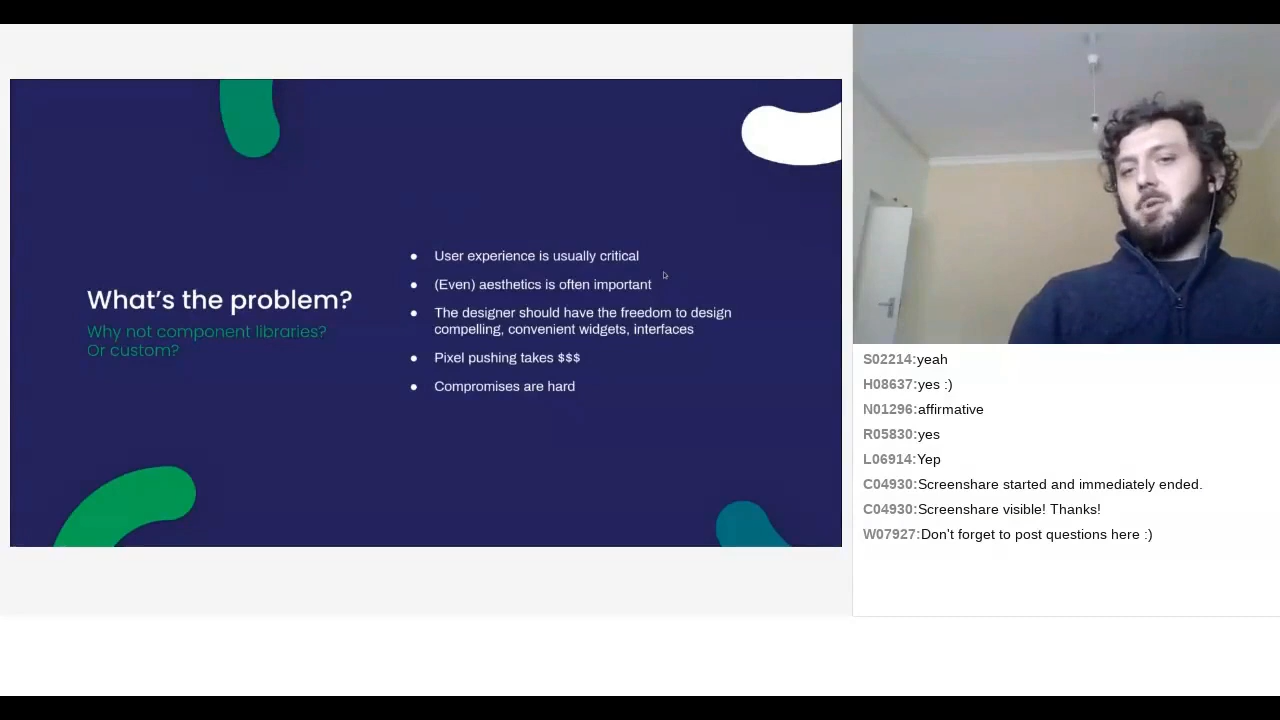 What's the problem?
Why not component libraries?
Or custom?
● User experience is usually critical
● (Even) aesthetics is often important
● The designer should have the freedom to design
compelling, convenient widgets, interfaces
● Pixel pushing takes $$$
● Compromises are hard
S02214:yeah
H08637:yes :)
N01296:affirmative
R05830:yes
L06914:Yep
C04930:Screenshare started and immediately ended.
C04930:Screenshare visible! Thanks!
W07927:Don't forget to post questions here :)